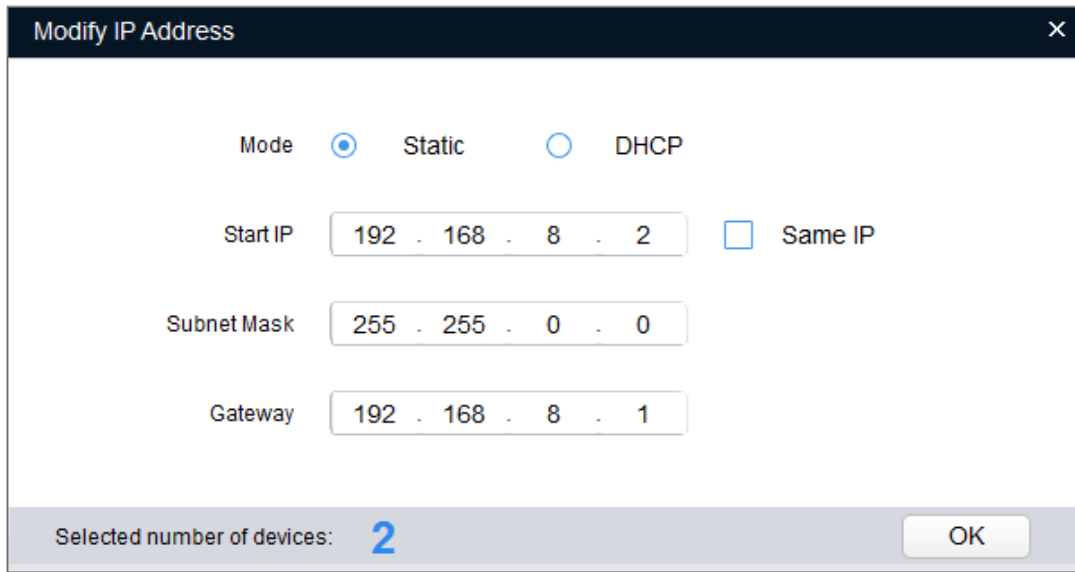 Modify IP Address
Mode Static DHCP
Start IP 192 . 168 . 8 . 2 Same IP
Subnet Mask 255 . 255 . 0 . 0
Gateway 192 . 168 . 8 . 1
Selected number of devices: 2 OK